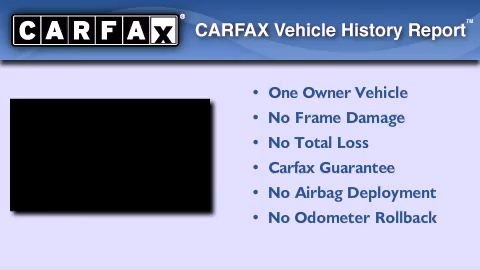 CARFAX® CARFAX Vehicle History Report™
• One Owner Vehicle
• No Frame Damage
• No Total Loss
• Carfax Guarantee
• No Airbag Deployment
• No Odometer Rollback